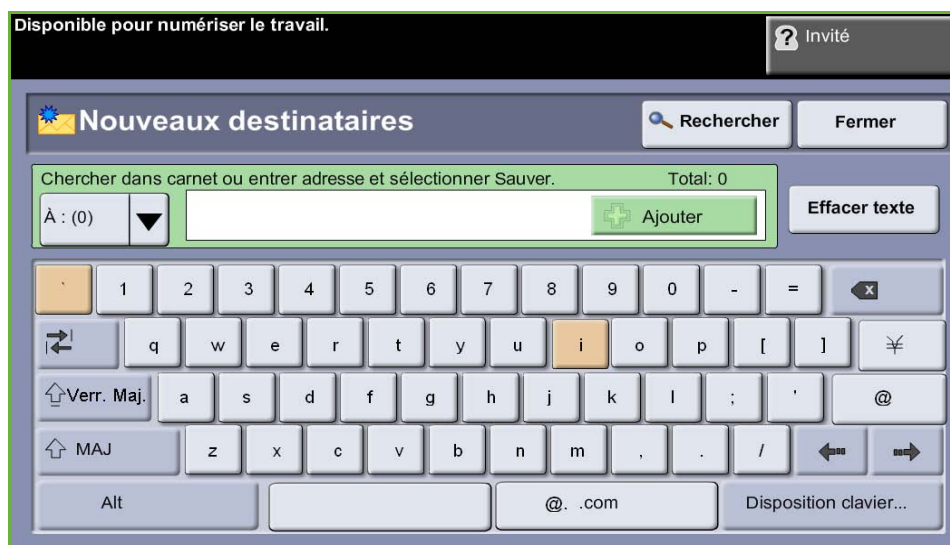 Disponible pour numériser le travail.
? Invité
Nouveaux destinataires
Rechercher
Fermer
Chercher dans carnet ou entrer adresse et sélectionner Sauver. Total: 0
À : (0)
Ajouter
Effacer texte
` 1 2 3 4 5 6 7 8 9 0 - = x
q w e r t y u i o p [ ] ¥
Verr. Maj. a s d f g h j k l ; ' @
MAJ z x c v b n m , . /
Alt @. .com Disposition clavier...